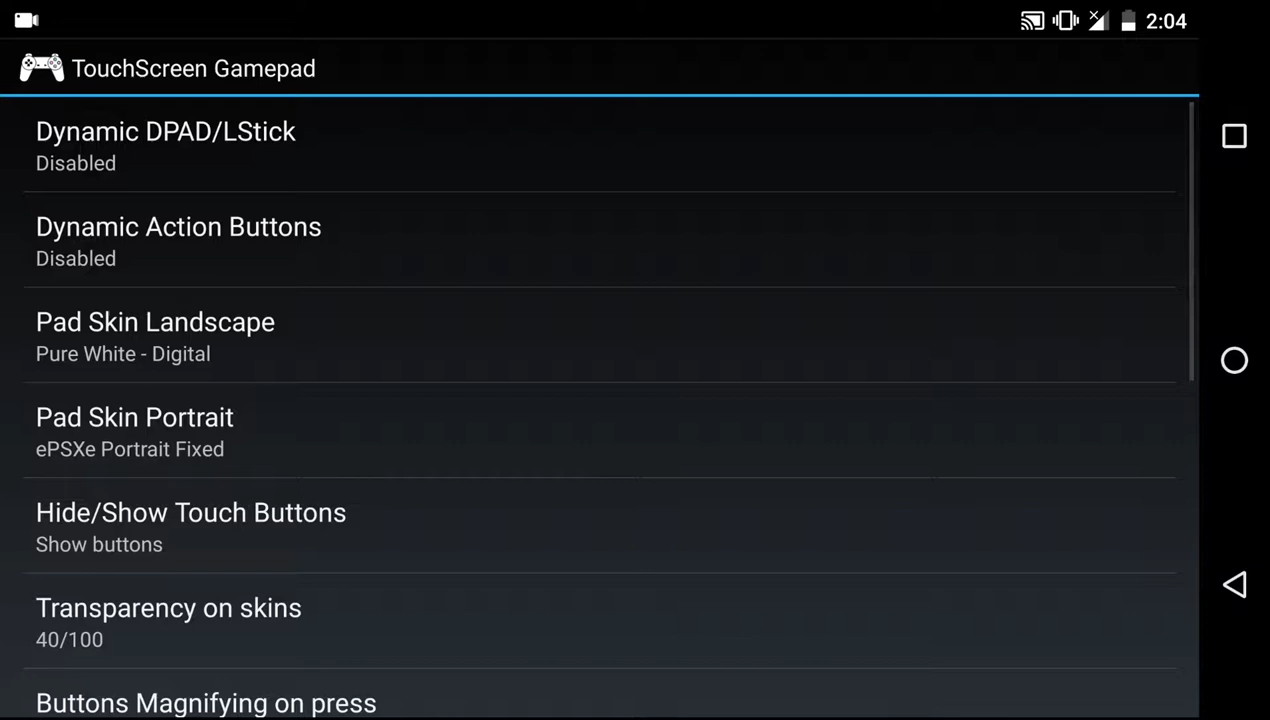 2:04
TouchScreen Gamepad
Dynamic DPAD/LStick
Disabled
Dynamic Action Buttons
Disabled
Pad Skin Landscape
Pure White - Digital
Pad Skin Portrait
ePSXe Portrait Fixed
Hide/Show Touch Buttons
Show buttons
Transparency on skins
40/100
Buttons Magnifying on press